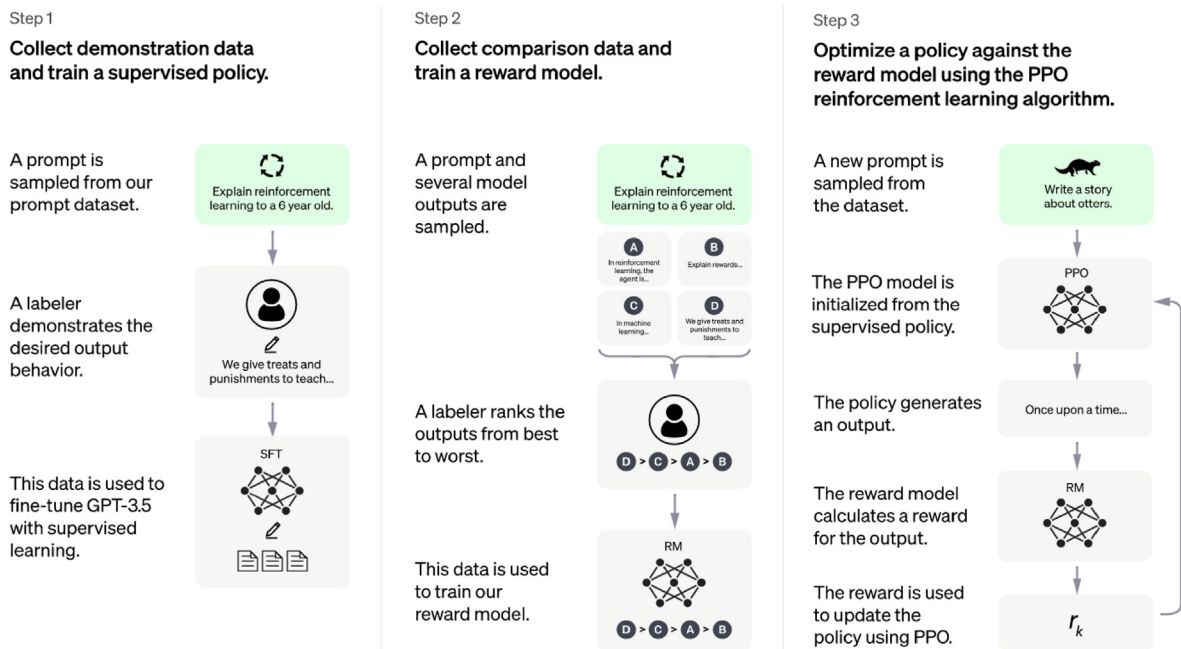 Step 1
Collect demonstration data
and train a supervised policy.
A prompt is
sampled from our
prompt dataset.
Explain reinforcement
learning to a 6 year old.
A labeler
demonstrates the
desired output
behavior.
We give treats and
punishments to teach...
This data is used to
fine-tune GPT-3.5
with supervised
learning.
SFT
Step 2
Collect comparison data and
train a reward model.
A prompt and
several model
outputs are
sampled.
Explain reinforcement
learning to a 6 year old.
A
In reinforcement
learning, the
agent is...
B
Explain rewards...
C
In machine
learning...
D
We give treats and
punishments to
teach...
A labeler ranks the
outputs from best
to worst.
D > C > A > B
This data is used
to train our
reward model.
RM
D > C > A > B
Step 3
Optimize a policy against the
reward model using the PPO
reinforcement learning algorithm.
A new prompt is
sampled from
the dataset.
Write a story
about otters.
The PPO model is
initialized from the
supervised policy.
PPO
The policy generates
an output.
Once upon a time...
The reward model
calculates a reward
for the output.
RM
The reward is used
to update the
policy using PPO.
r_k